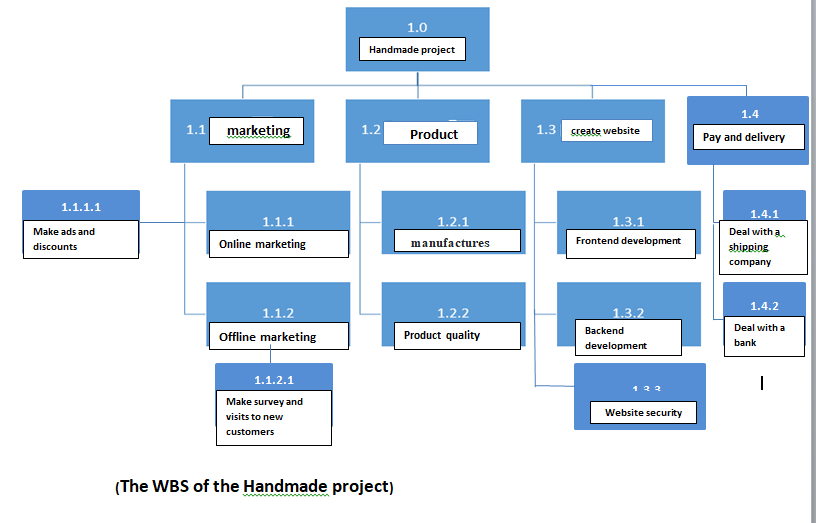 1.0
Handmade project
1.1 marketing
1.2 Product
1.3 create website
1.4
Pay and delivery
1.1.1.1
Make ads and
discounts
1.1.1
Online marketing
1.2.1
manufactures
1.3.1
Frontend development
1.4.1
Deal with a
shipping
company
1.1.2
Offline marketing
1.2.2
Product quality
1.3.2
Backend
development
1.4.2
Deal with a
bank
1.1.2.1
Make survey and
visits to new
customers
1.3.3
Website security
(The WBS of the Handmade project)